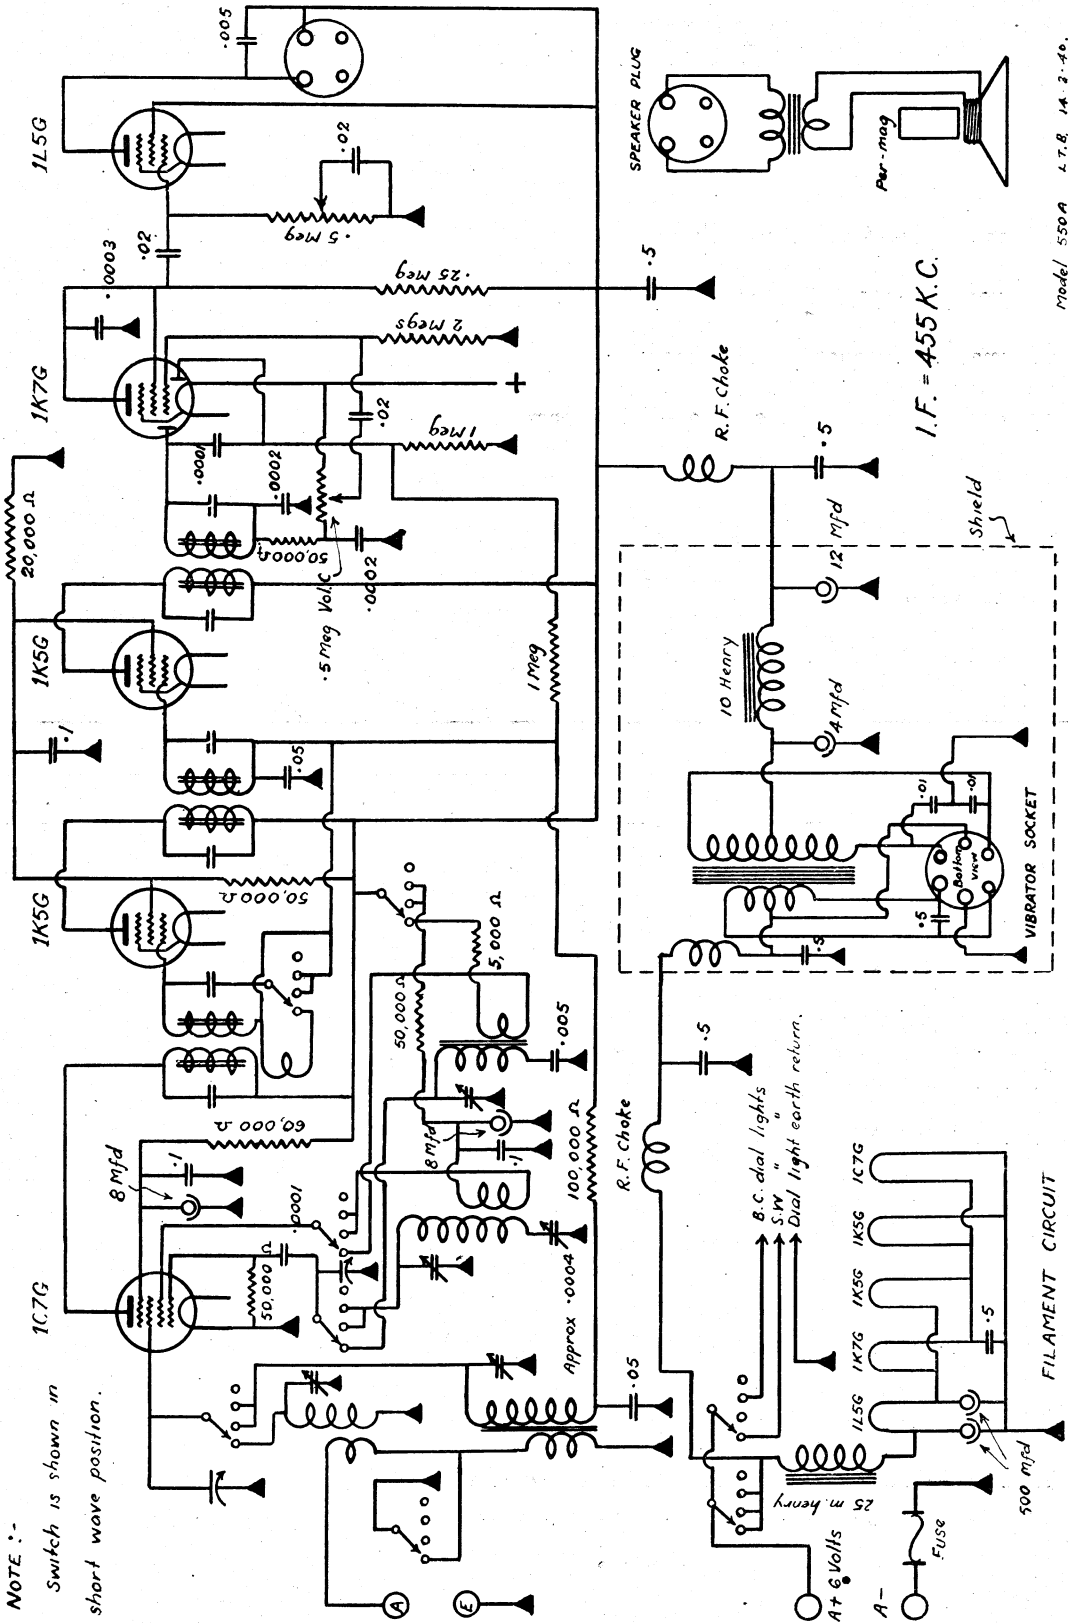 NOTE :-
Switch is shown in
short wave position.
1C7G
1K5G
1K5G
1K7G
1L5G
8 Mfd
.1
60,000 Ω
50,000 Ω
.0001
50,000 Ω
.1
20,000 Ω
.05
.0001
.0002
50,000 Ω
.5 Meg Vol. C
.0002
.02
1 Meg
2 Megs
.25 Meg
.0003
.02
.5 Meg
.02
.005
50,000 Ω
5,000 Ω
8 Mfd
.1
.005
100,000 Ω
1 Meg
Approx .0004
.05
.5
+
R.F. Choke
.5
R.F. Choke
.5
10 Henry
4 Mfd
12 Mfd
Shield
.5
.5
.01
.01
Bottom
view
VIBRATOR SOCKET
I.F. = 455 K.C.
SPEAKER PLUG
Per-mag
A
E
A+ 6 Volts
A -
Fuse
25 m. henry
B.C. dial lights
S.W. " "
Dial light earth return.
1L5G
1K7G
1K5G
1K5G
1C7G
.5
500 Mfd
FILAMENT CIRCUIT
Model 550A L.T.B. 14.2.40.